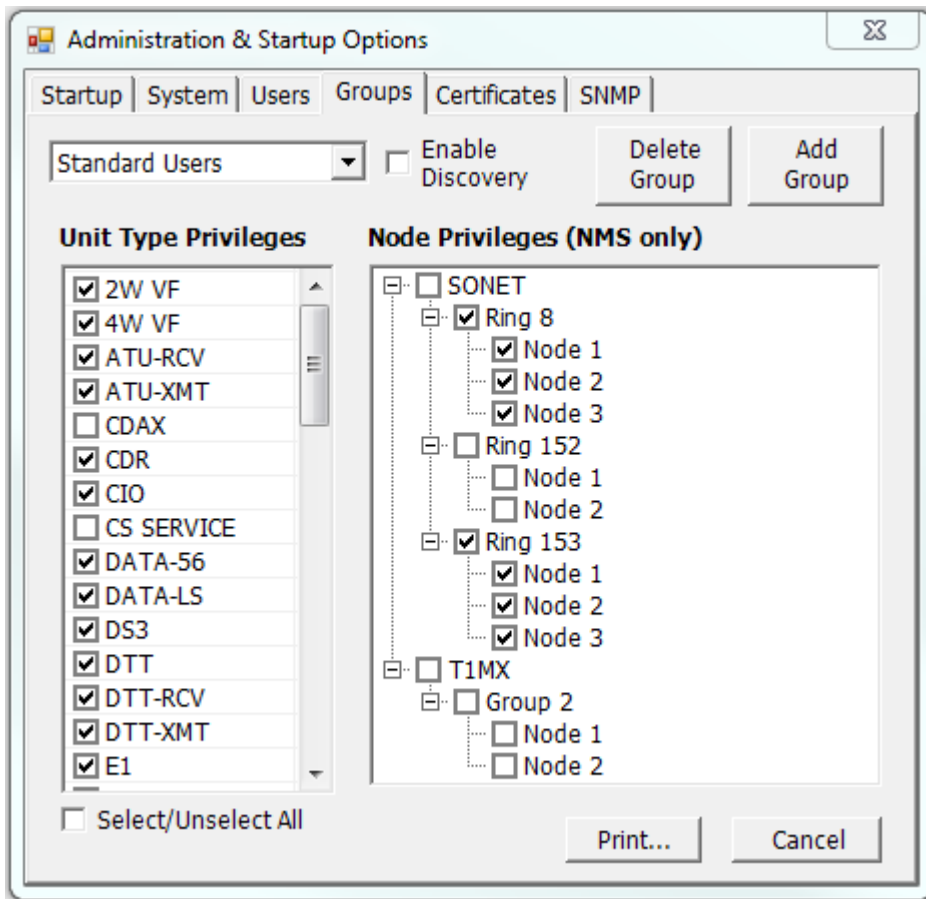 Administration & Startup Options
Startup System Users Groups Certificates SNMP
Standard Users
Enable
Discovery
Delete
Group
Add
Group
Unit Type Privileges
2W VF
4W VF
ATU-RCV
ATU-XMT
CDAX
CDR
CIO
CS SERVICE
DATA-56
DATA-LS
DS3
DTT
DTT-RCV
DTT-XMT
E1
Select/Unselect All
Node Privileges (NMS only)
SONET
Ring 8
Node 1
Node 2
Node 3
Ring 152
Node 1
Node 2
Ring 153
Node 1
Node 2
Node 3
T1MX
Group 2
Node 1
Node 2
Print...
Cancel